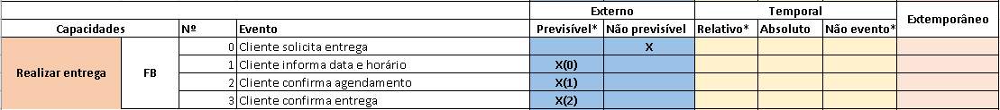 Externo Temporal Extemporâneo
Capacidades Nº Evento Previsível* Não previsível Relativo* Absoluto Não evento*
0 Cliente solicita entrega X
Realizar entrega FB 1 Cliente informa data e horário X(0)
2 Cliente confirma agendamento X(1)
3 Cliente confirma entrega X(2)